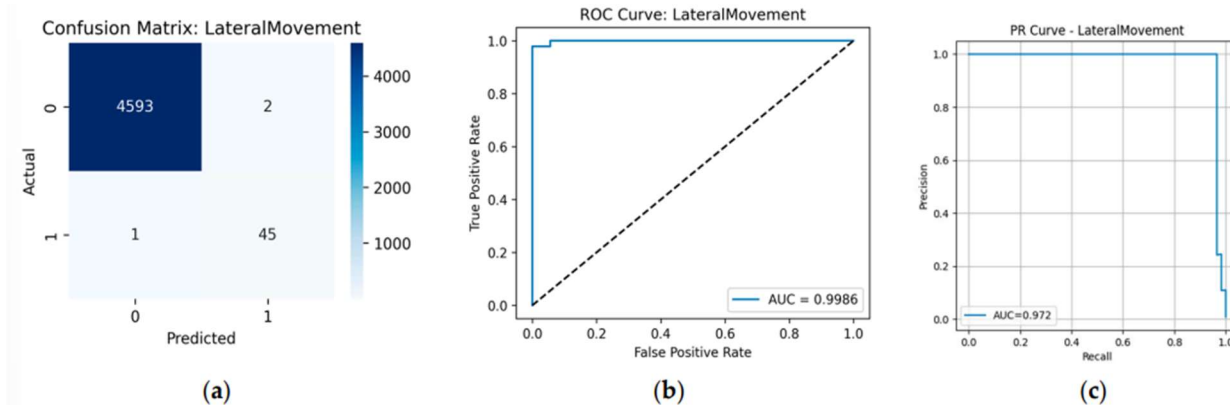 Confusion Matrix: LateralMovement
Actual
0
1
4593
2
1
45
0
1
Predicted
4000
3000
2000
1000
(a)
ROC Curve: LateralMovement
True Positive Rate
1.0
0.8
0.6
0.4
0.2
0.0
AUC = 0.9986
0.0 0.2 0.4 0.6 0.8 1.0
False Positive Rate
(b)
PR Curve - LateralMovement
Precision
1.0
0.8
0.6
0.4
0.2
0.0
AUC=0.972
0.0 0.2 0.4 0.6 0.8 1.0
Recall
(c)